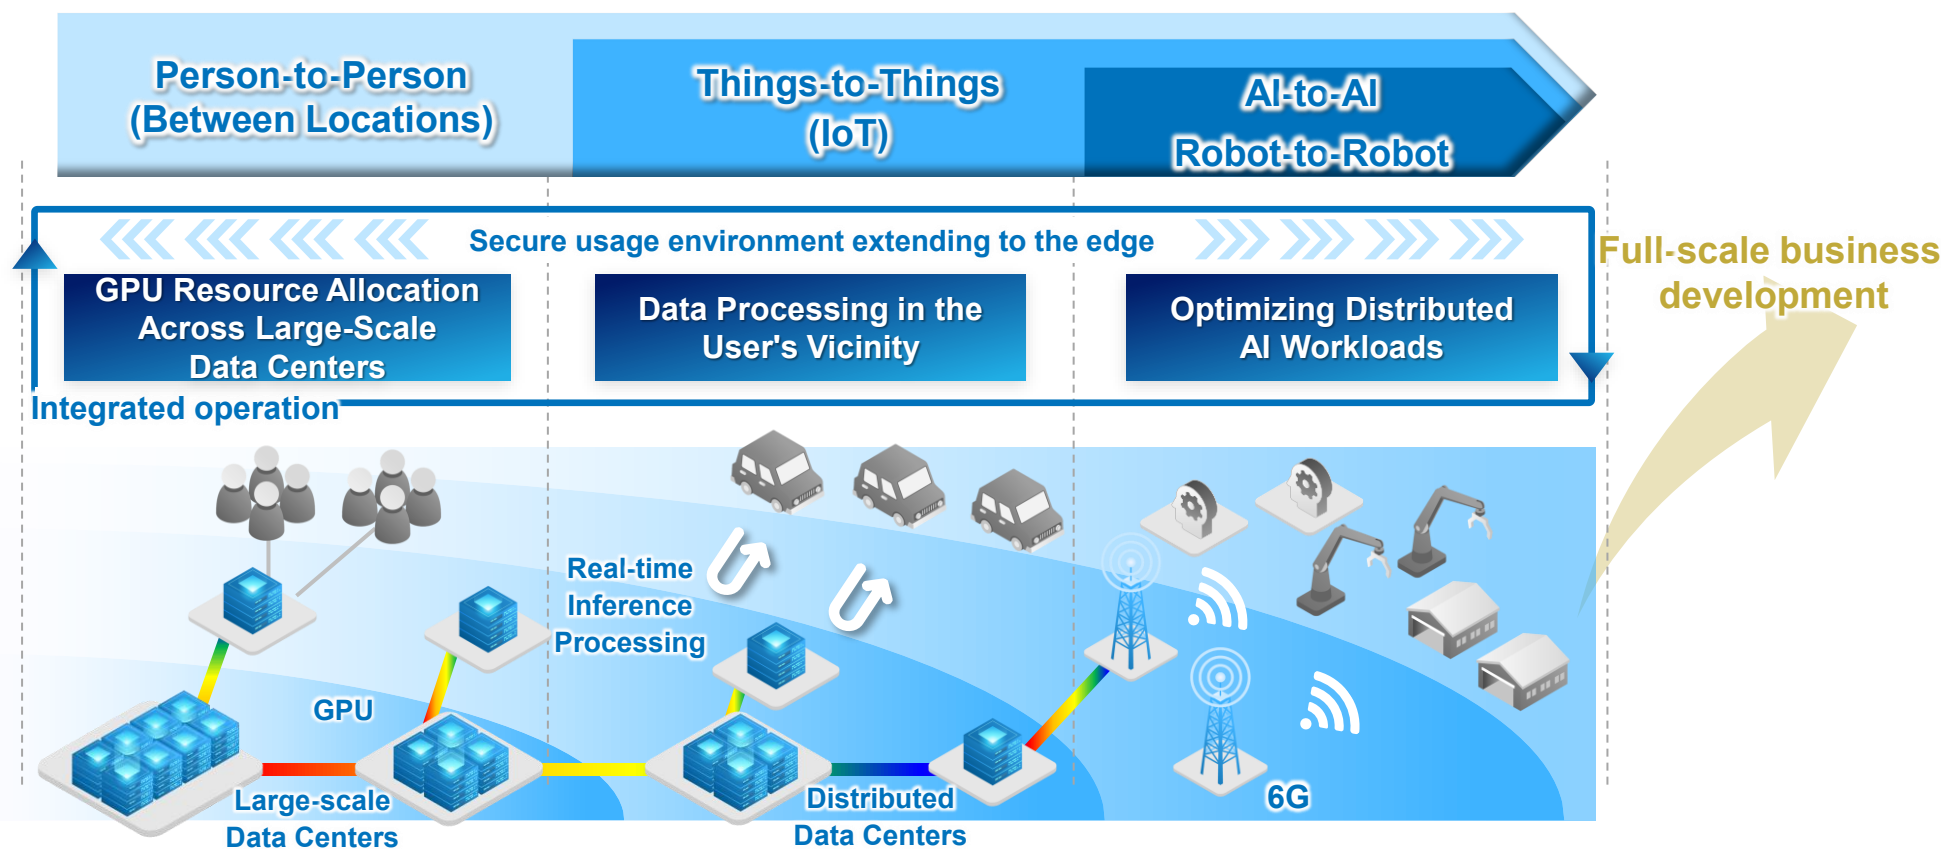 Person-to-Person
(Between Locations)
Things-to-Things
(IoT)
AI-to-AI
Robot-to-Robot
Secure usage environment extending to the edge
Full-scale business
development
GPU Resource Allocation
Across Large-Scale
Data Centers
Data Processing in the
User's Vicinity
Optimizing Distributed
AI Workloads
Integrated operation
Real-time
Inference
Processing
GPU
Large-scale
Data Centers
Distributed
Data Centers
6G